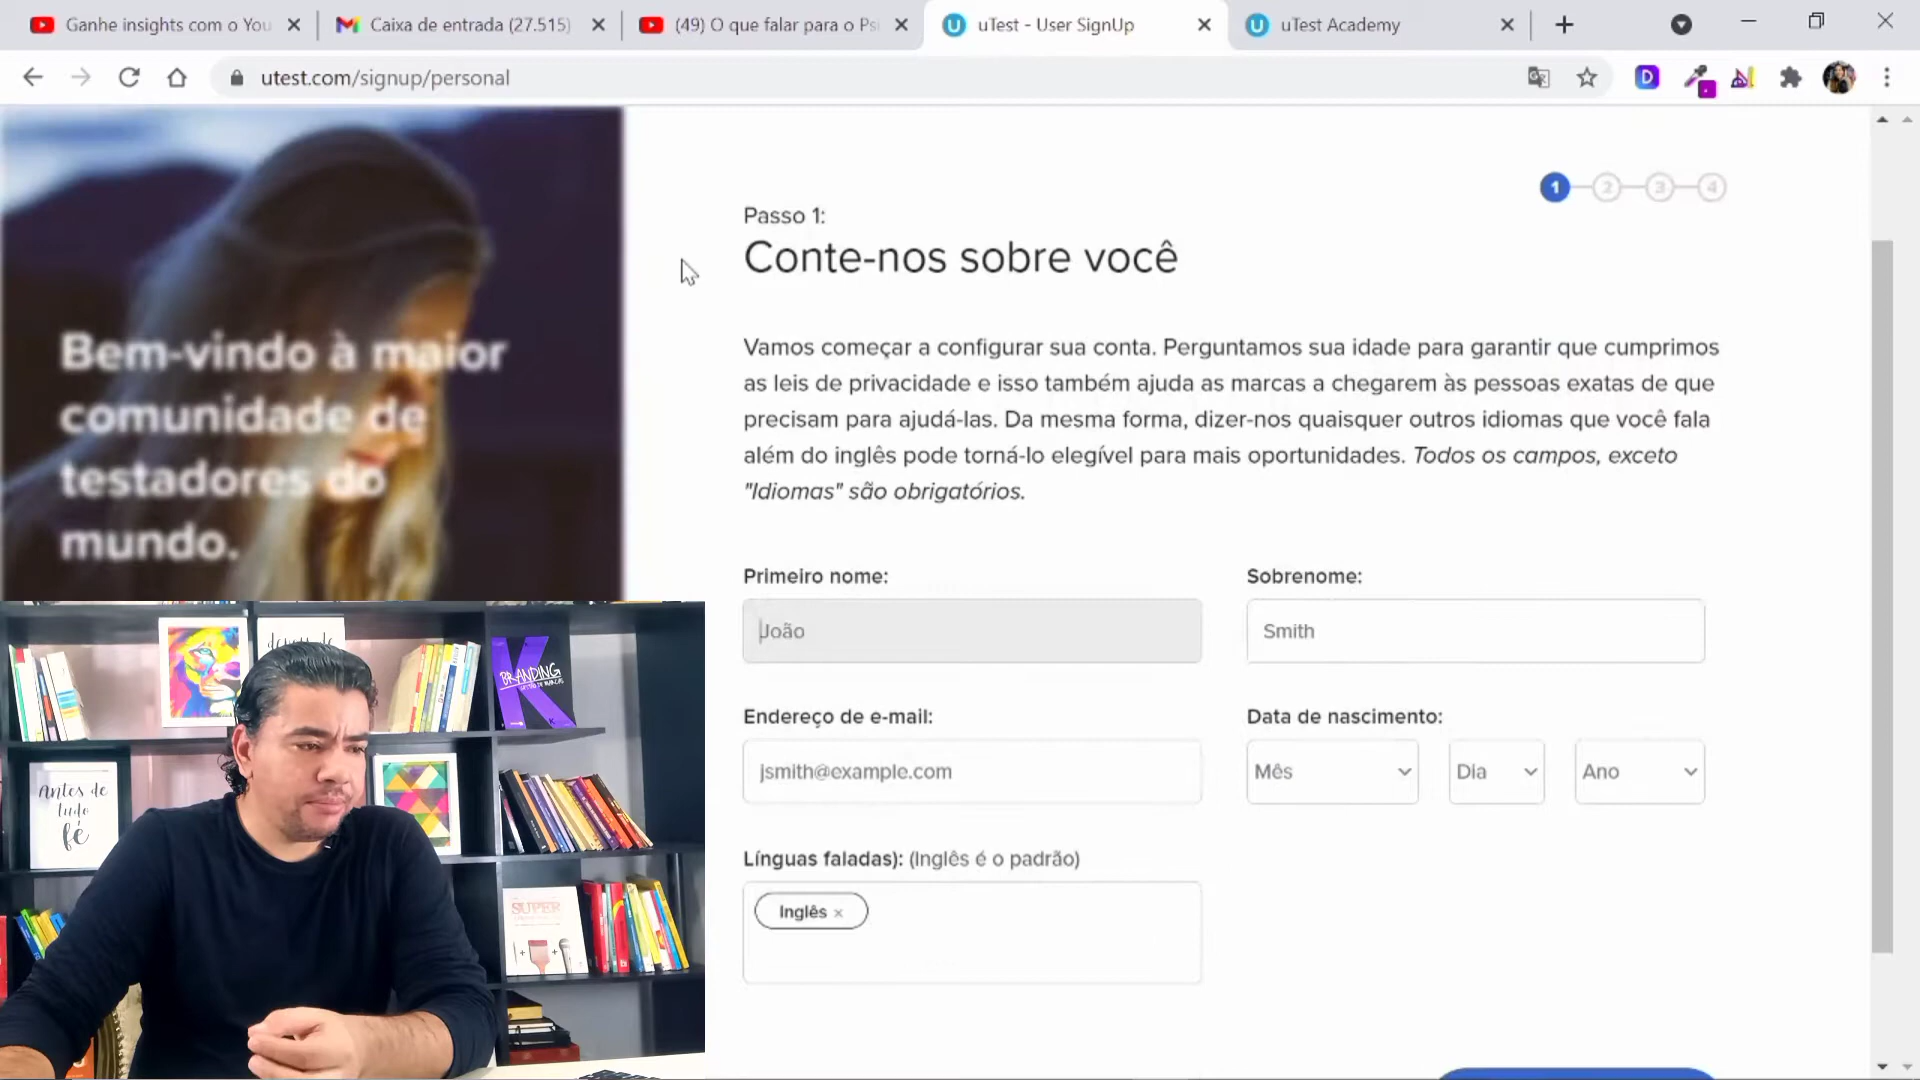 Ganhe insights com o You
Caixa de entrada (27.515)
(49) O que falar para o Psi
uTest - User SignUp
uTest Academy
utest.com/signup/personal
1 2 3 4
Passo 1:
Conte-nos sobre você
Vamos começar a configurar sua conta. Perguntamos sua idade para garantir que cumprimos
as leis de privacidade e isso também ajuda as marcas a chegarem às pessoas exatas de que
precisam para ajudá-las. Da mesma forma, dizer-nos quaisquer outros idiomas que você fala
além do inglês pode torná-lo elegível para mais oportunidades. Todos os campos, exceto
"Idiomas" são obrigatórios.
Bem-vindo à maior
comunidade de
testadores do
mundo.
Primeiro nome:
João
Sobrenome:
Smith
Endereço de e-mail:
jsmith@example.com
Data de nascimento:
Mês
Dia
Ano
Línguas faladas): (Inglês é o padrão)
Inglês ×
K
BRANDING
Antes de
tudo
fé
SUPER